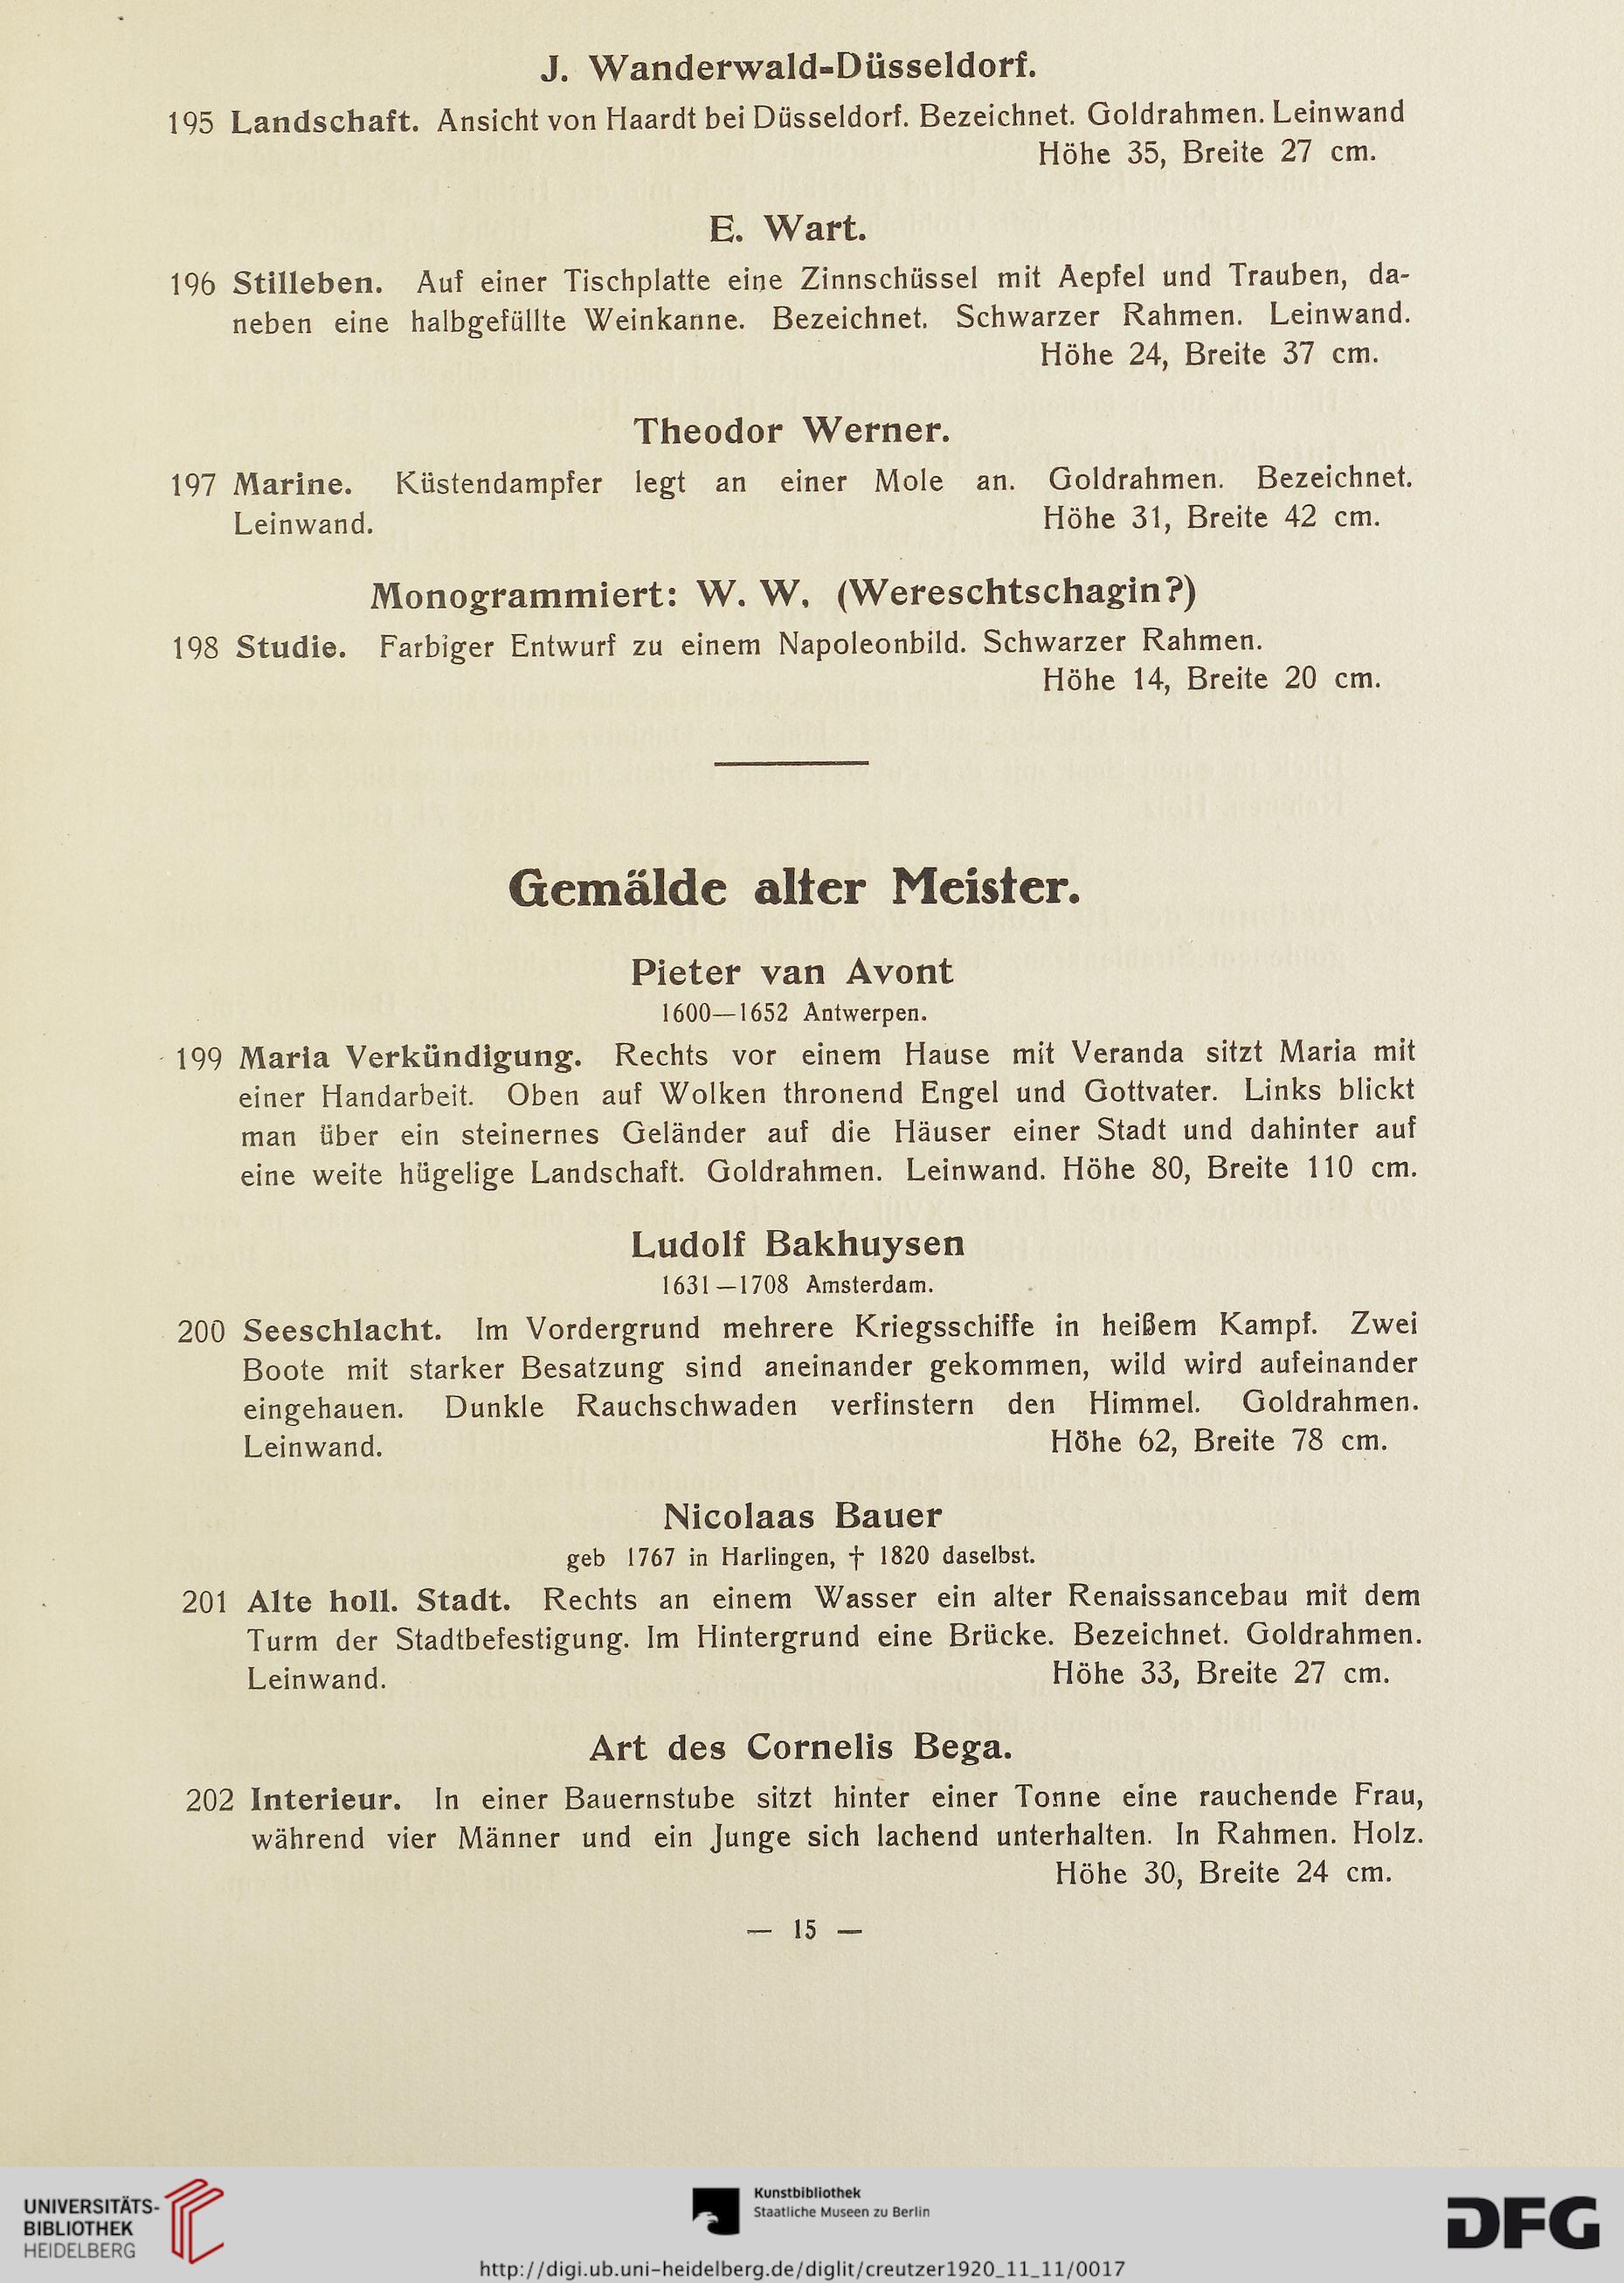 J. Wanderwald-Düsseldorf.
195 Landschaft. Ansicht von Haardt bei Düsseldorf. Bezeichnet. Goldrahmen. Leinwand
Höhe 35, Breite 27 cm.
E. Wart.
196 Stilleben. Auf einer Tischplatte eine Zinnschüssel mit Aepfel und Trauben, da-
neben eine halbgefüllte Weinkanne. Bezeichnet. Schwarzer Rahmen. Leinwand.
Höhe 24, Breite 37 cm.
Theodor Werner.
197 Marine. Küstendampfer legt an einer Mole an. Goldrahmen. Bezeichnet.
Leinwand. Höhe 31, Breite 42 cm.
Monogrammiert: W. W. (Wereschtschagin?)
198 Studie. Farbiger Entwurf zu einem Napoleonbild. Schwarzer Rahmen.
Höhe 14, Breite 20 cm.
Gemälde alter Meister.
Pieter van Avont
1600—1652 Antwerpen.
199 Maria Verkündigung. Rechts vor einem Hause mit Veranda sitzt Maria mit
einer Handarbeit. Oben auf Wolken thronend Engel und Gottvater. Links blickt
man über ein steinernes Geländer auf die Häuser einer Stadt und dahinter auf
eine weite hügelige Landschaft. Goldrahmen. Leinwand. Höhe 80, Breite 110 cm.
Ludolf Bakhuysen
1631—1708 Amsterdam.
200 Seeschlacht. Im Vordergrund mehrere Kriegsschiffe in heißem Kampf. Zwei
Boote mit starker Besatzung sind aneinander gekommen, wild wird aufeinander
eingehauen. Dunkle Rauchschwaden verfinstern den Himmel. Goldrahmen.
Leinwand. Höhe 62, Breite 78 cm.
Nicolaas Bauer
geb 1767 in Harlingen, † 1820 daselbst.
201 Alte holl. Stadt. Rechts an einem Wasser ein alter Renaissancebau mit dem
Turm der Stadtbefestigung. Im Hintergrund eine Brücke. Bezeichnet. Goldrahmen.
Leinwand. Höhe 33, Breite 27 cm.
Art des Cornelis Bega.
202 Interieur. In einer Bauernstube sitzt hinter einer Tonne eine rauchende Frau,
während vier Männer und ein Junge sich lachend unterhalten. In Rahmen. Holz.
Höhe 30, Breite 24 cm.
— 15 —
UNIVERSITÄTS-
BIBLIOTHEK
HEIDELBERG
Kunstbibliothek
Staatliche Museen zu Berlin
DFG
http://digi.ub.uni-heidelberg.de/diglit/creutzer1920_11_11/0017